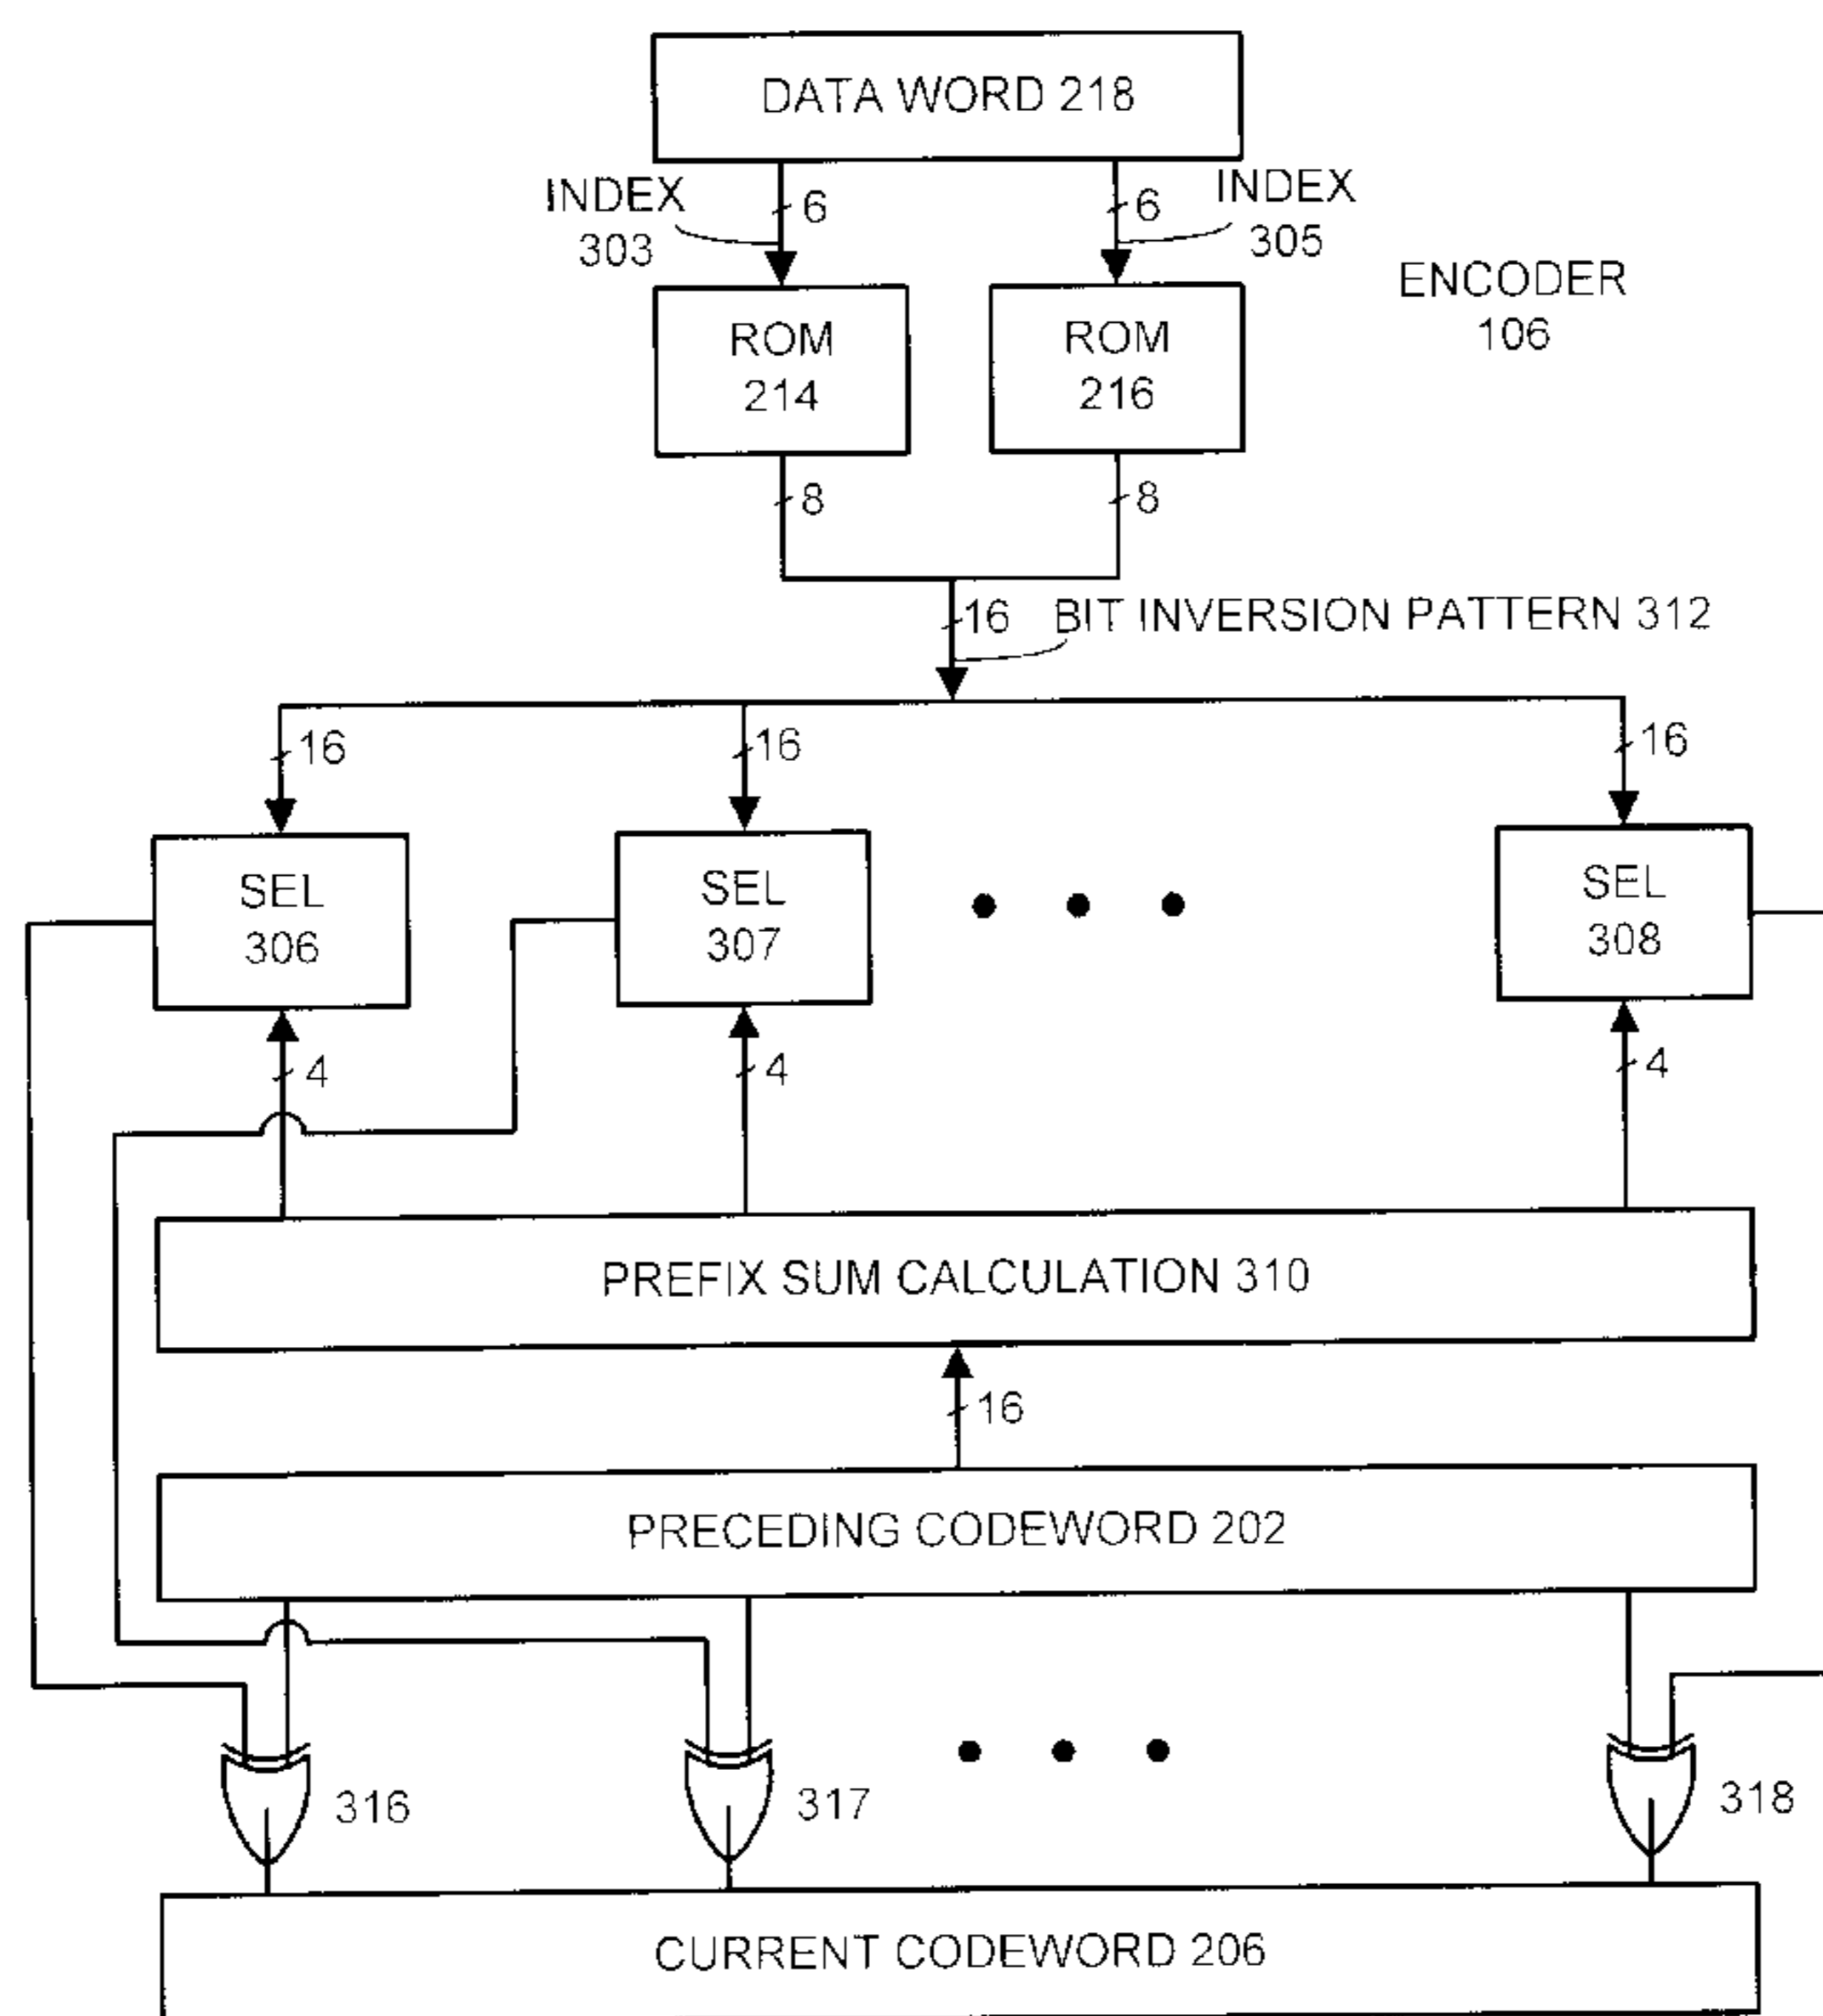 DATA WORD 218
INDEX
303
6
6
INDEX
305
ENCODER
106
ROM
214
ROM
216
8
8
16
BIT INVERSION PATTERN 312
16
16
16
SEL
306
SEL
307
SEL
308
4
4
4
PREFIX SUM CALCULATION 310
16
PRECEDING CODEWORD 202
316
317
318
CURRENT CODEWORD 206